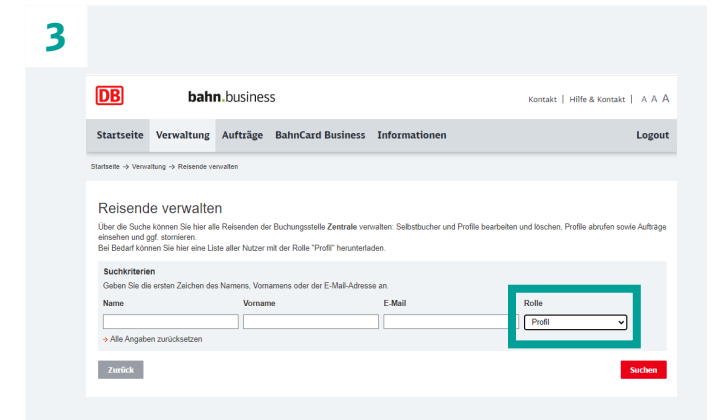 3
DB bahn.business Kontakt | Hilfe & Kontakt | A A A
Startseite Verwaltung Aufträge BahnCard Business Informationen Logout
Startseite → Verwaltung → Reisende verwalten
Reisende verwalten
Über die Suche können Sie hier alle Reisenden der Buchungsstelle Zentrale verwalten: Selbstbucher und Profile bearbeiten und löschen, Profile abrufen sowie Aufträge
einsehen und ggf. stornieren.
Bei Bedarf können Sie hier eine Liste aller Nutzer mit der Rolle "Profil" herunterladen.
Suchkriterien
Geben Sie die ersten Zeichen des Namens, Vornamens oder der E-Mail-Adresse an.
Name Vorname E-Mail Rolle
Profil
→ Alle Angaben zurücksetzen
Zurück Suchen